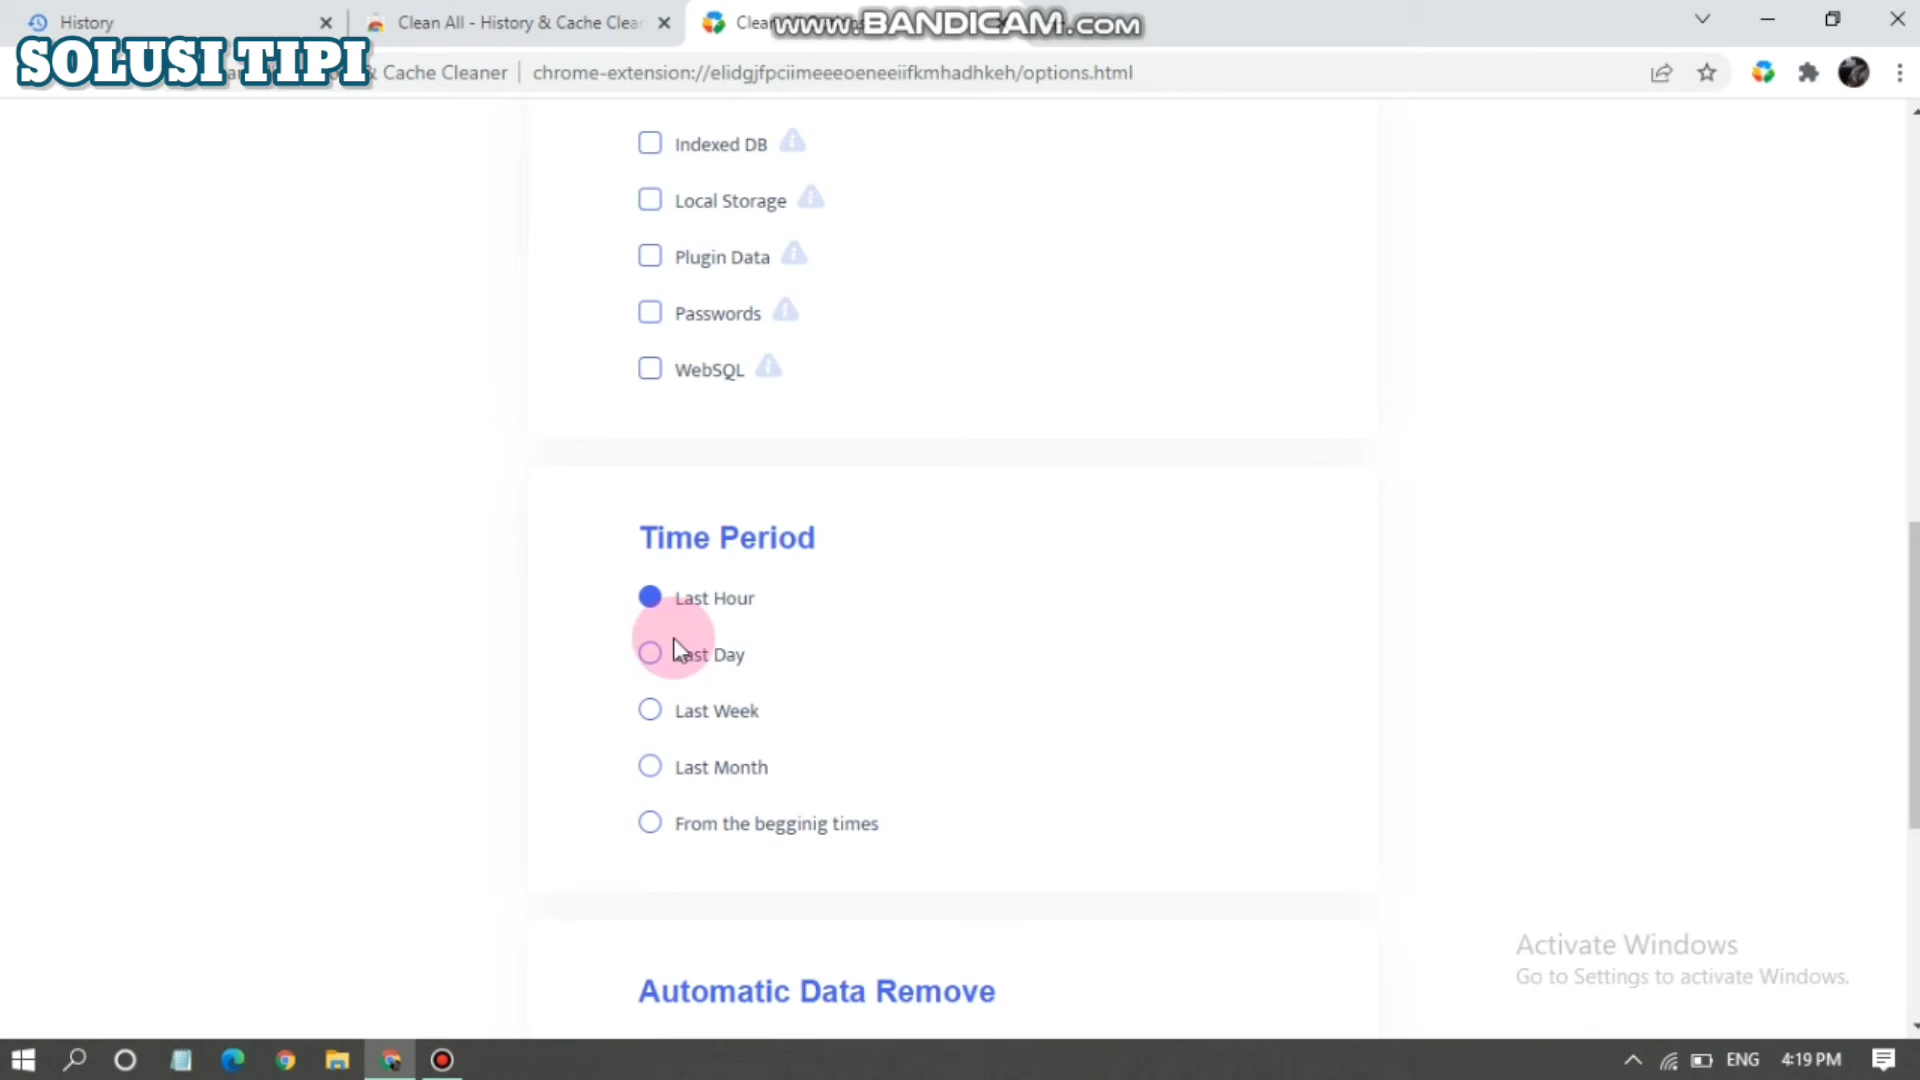 History
Clean All - History & Cache Clea
Clea
www.BANDICAM.com
SOLUSI TIPI
& Cache Cleaner
chrome-extension://elidgjfpciimeeeoeneeiifkmhadhkeh/options.html
Indexed DB
Local Storage
Plugin Data
Passwords
WebSQL
Time Period
Last Hour
Last Day
Last Week
Last Month
From the begginig times
Activate Windows
Go to Settings to activate Windows.
Automatic Data Remove
ENG
4:19 PM